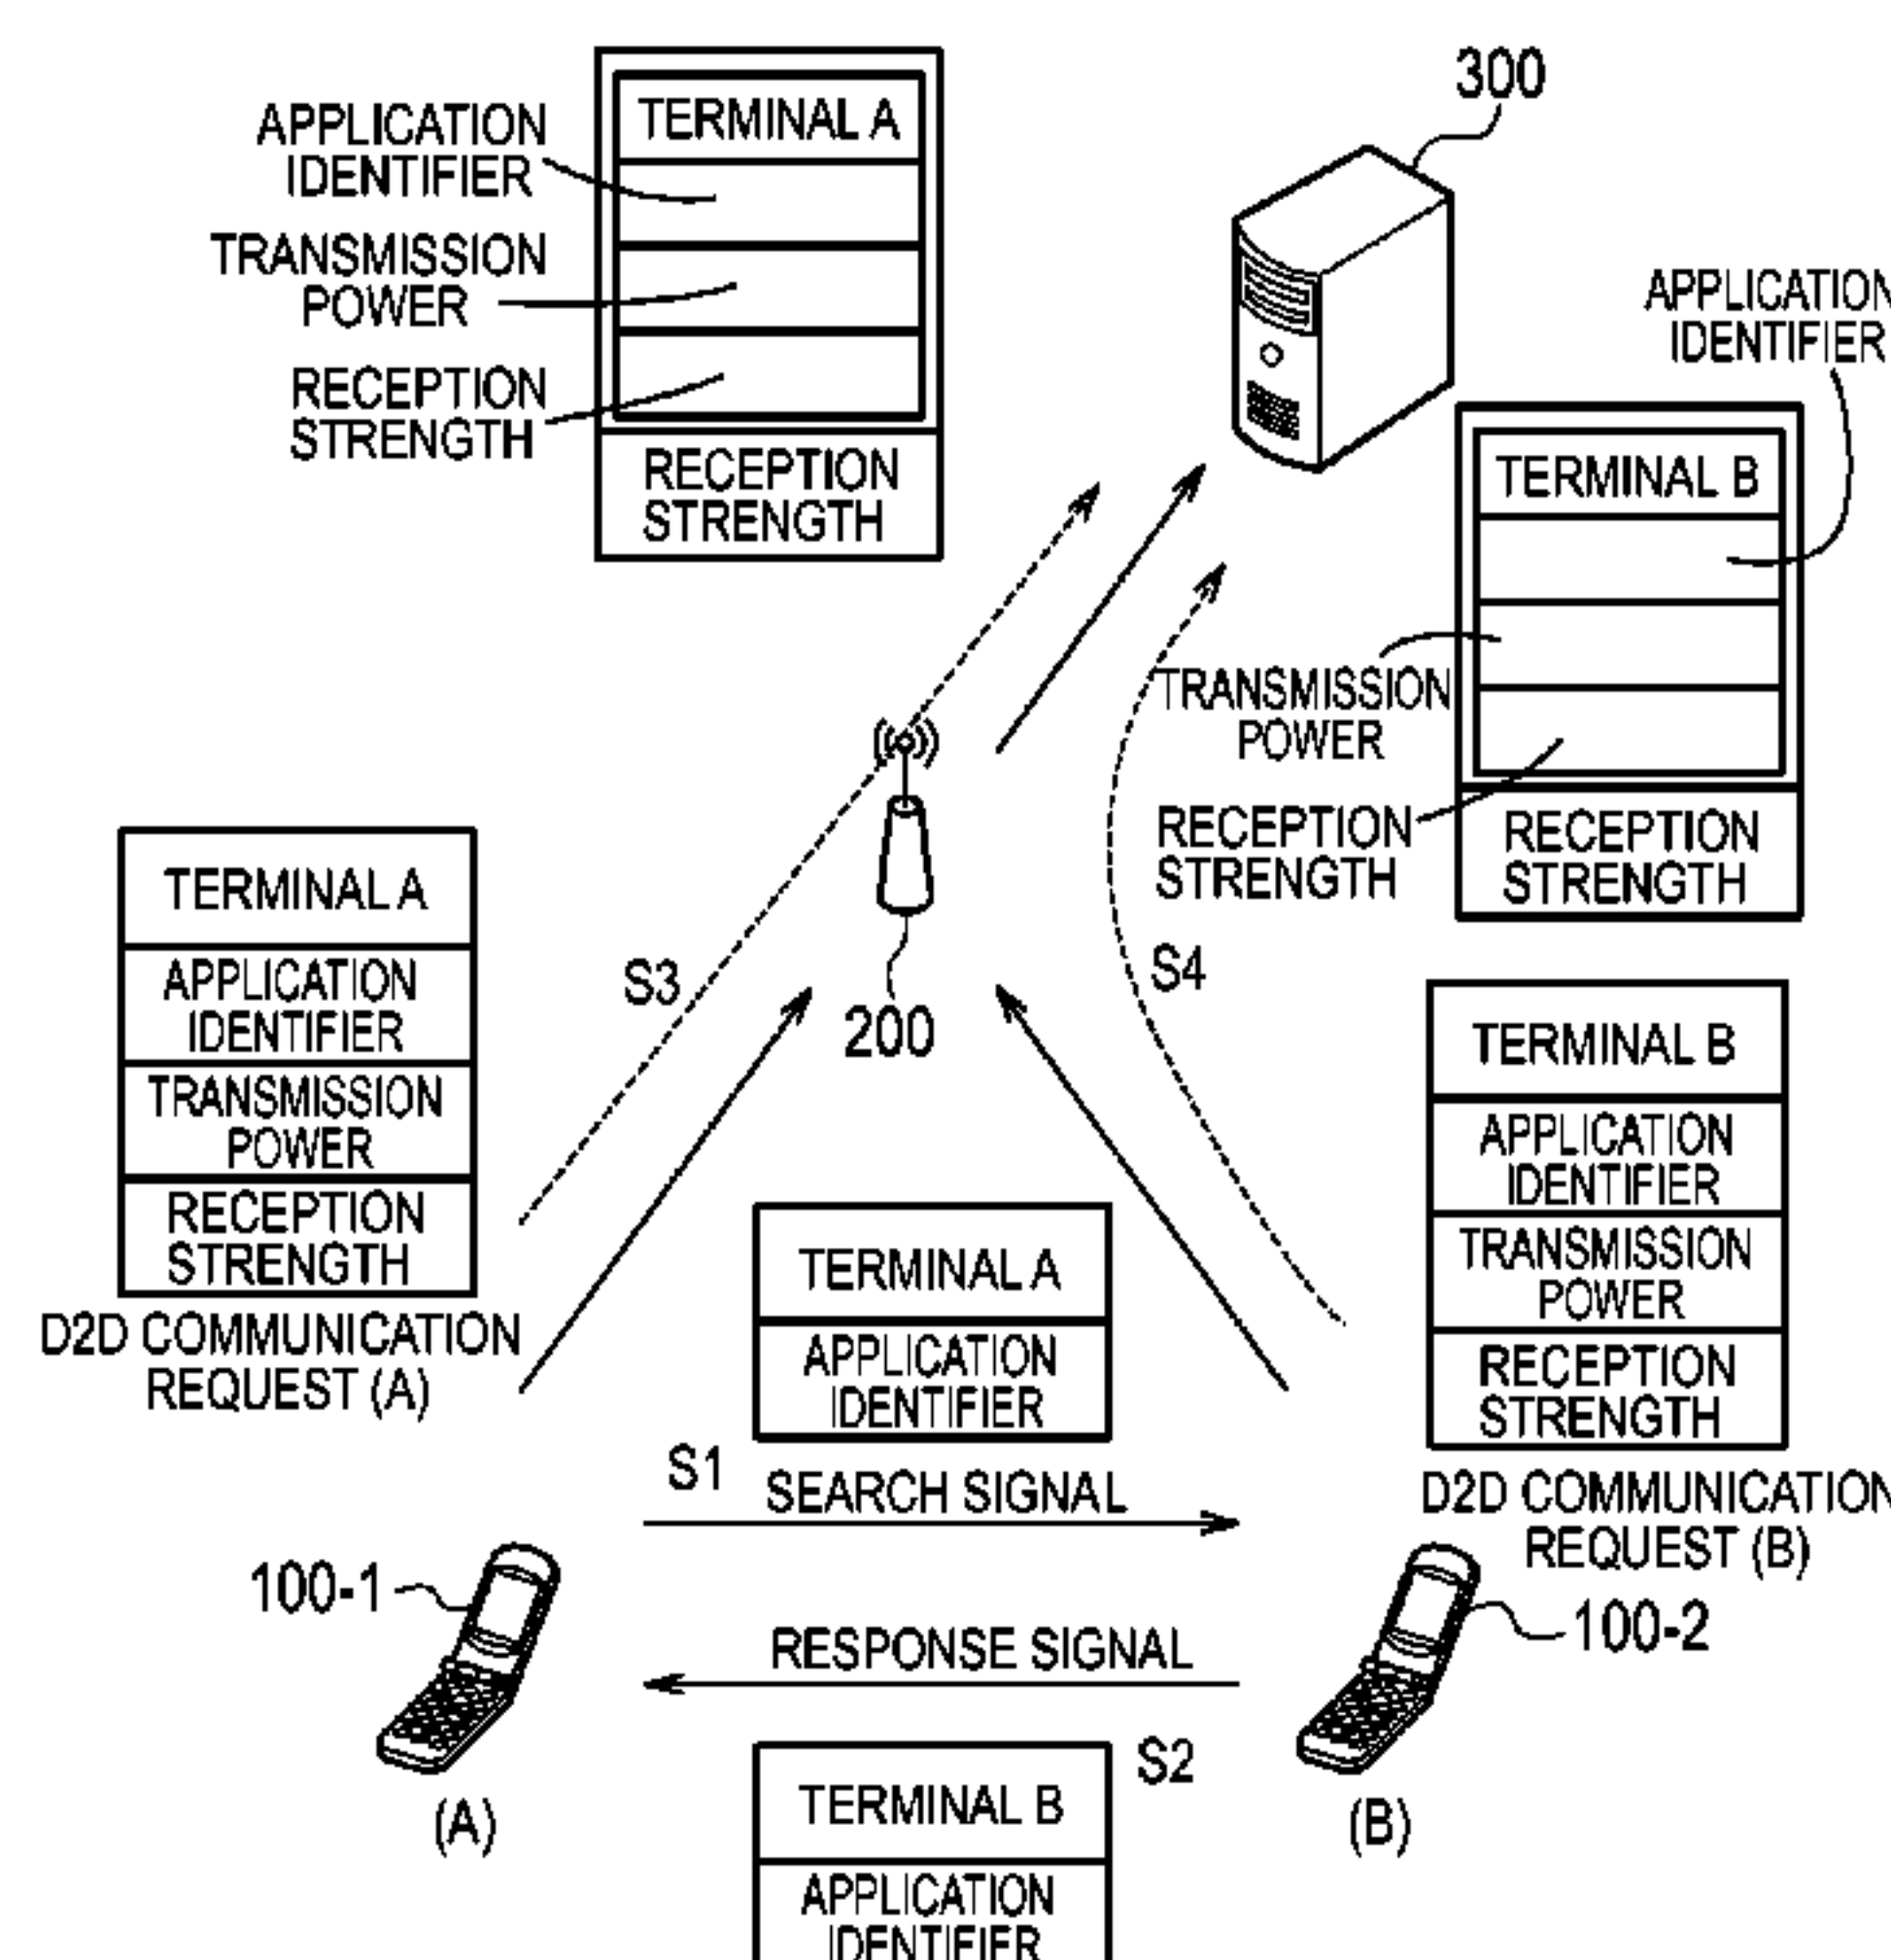 300
TERMINAL A
APPLICATION
IDENTIFIER
TRANSMISSION
POWER
RECEPTION
STRENGTH
RECEPTION
STRENGTH
APPLICATION
IDENTIFIER
TERMINAL B
TRANSMISSION
POWER
RECEPTION
STRENGTH
RECEPTION
STRENGTH
TERMINAL A
APPLICATION
IDENTIFIER
TRANSMISSION
POWER
RECEPTION
STRENGTH
D2D COMMUNICATION
REQUEST (A)
S3
200
S4
TERMINAL B
APPLICATION
IDENTIFIER
TRANSMISSION
POWER
RECEPTION
STRENGTH
D2D COMMUNICATION
REQUEST (B)
TERMINAL A
APPLICATION
IDENTIFIER
S1
SEARCH SIGNAL
100-1
100-2
RESPONSE SIGNAL
S2
(A)
(B)
TERMINAL B
APPLICATION
IDENTIFIER